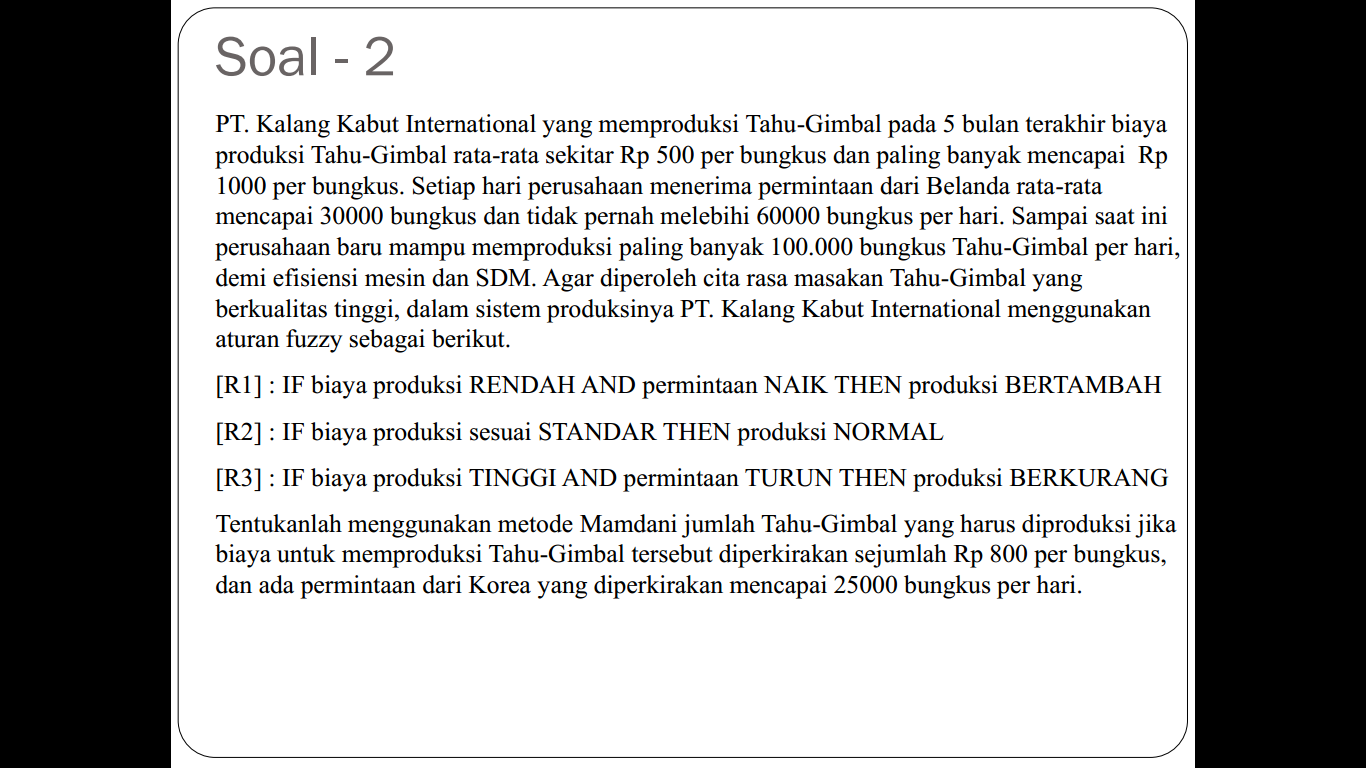 Soal - 2
PT. Kalang Kabut International yang memproduksi Tahu-Gimbal pada 5 bulan terakhir biaya
produksi Tahu-Gimbal rata-rata sekitar Rp 500 per bungkus dan paling banyak mencapai Rp
1000 per bungkus. Setiap hari perusahaan menerima permintaan dari Belanda rata-rata
mencapai 30000 bungkus dan tidak pernah melebihi 60000 bungkus per hari. Sampai saat ini
perusahaan baru mampu memproduksi paling banyak 100.000 bungkus Tahu-Gimbal per hari,
demi efisiensi mesin dan SDM. Agar diperoleh cita rasa masakan Tahu-Gimbal yang
berkualitas tinggi, dalam sistem produksinya PT. Kalang Kabut International menggunakan
aturan fuzzy sebagai berikut.
[R1] : IF biaya produksi RENDAH AND permintaan NAIK THEN produksi BERTAMBAH
[R2] : IF biaya produksi sesuai STANDAR THEN produksi NORMAL
[R3] : IF biaya produksi TINGGI AND permintaan TURUN THEN produksi BERKURANG
Tentukanlah menggunakan metode Mamdani jumlah Tahu-Gimbal yang harus diproduksi jika
biaya untuk memproduksi Tahu-Gimbal tersebut diperkirakan sejumlah Rp 800 per bungkus,
dan ada permintaan dari Korea yang diperkirakan mencapai 25000 bungkus per hari.